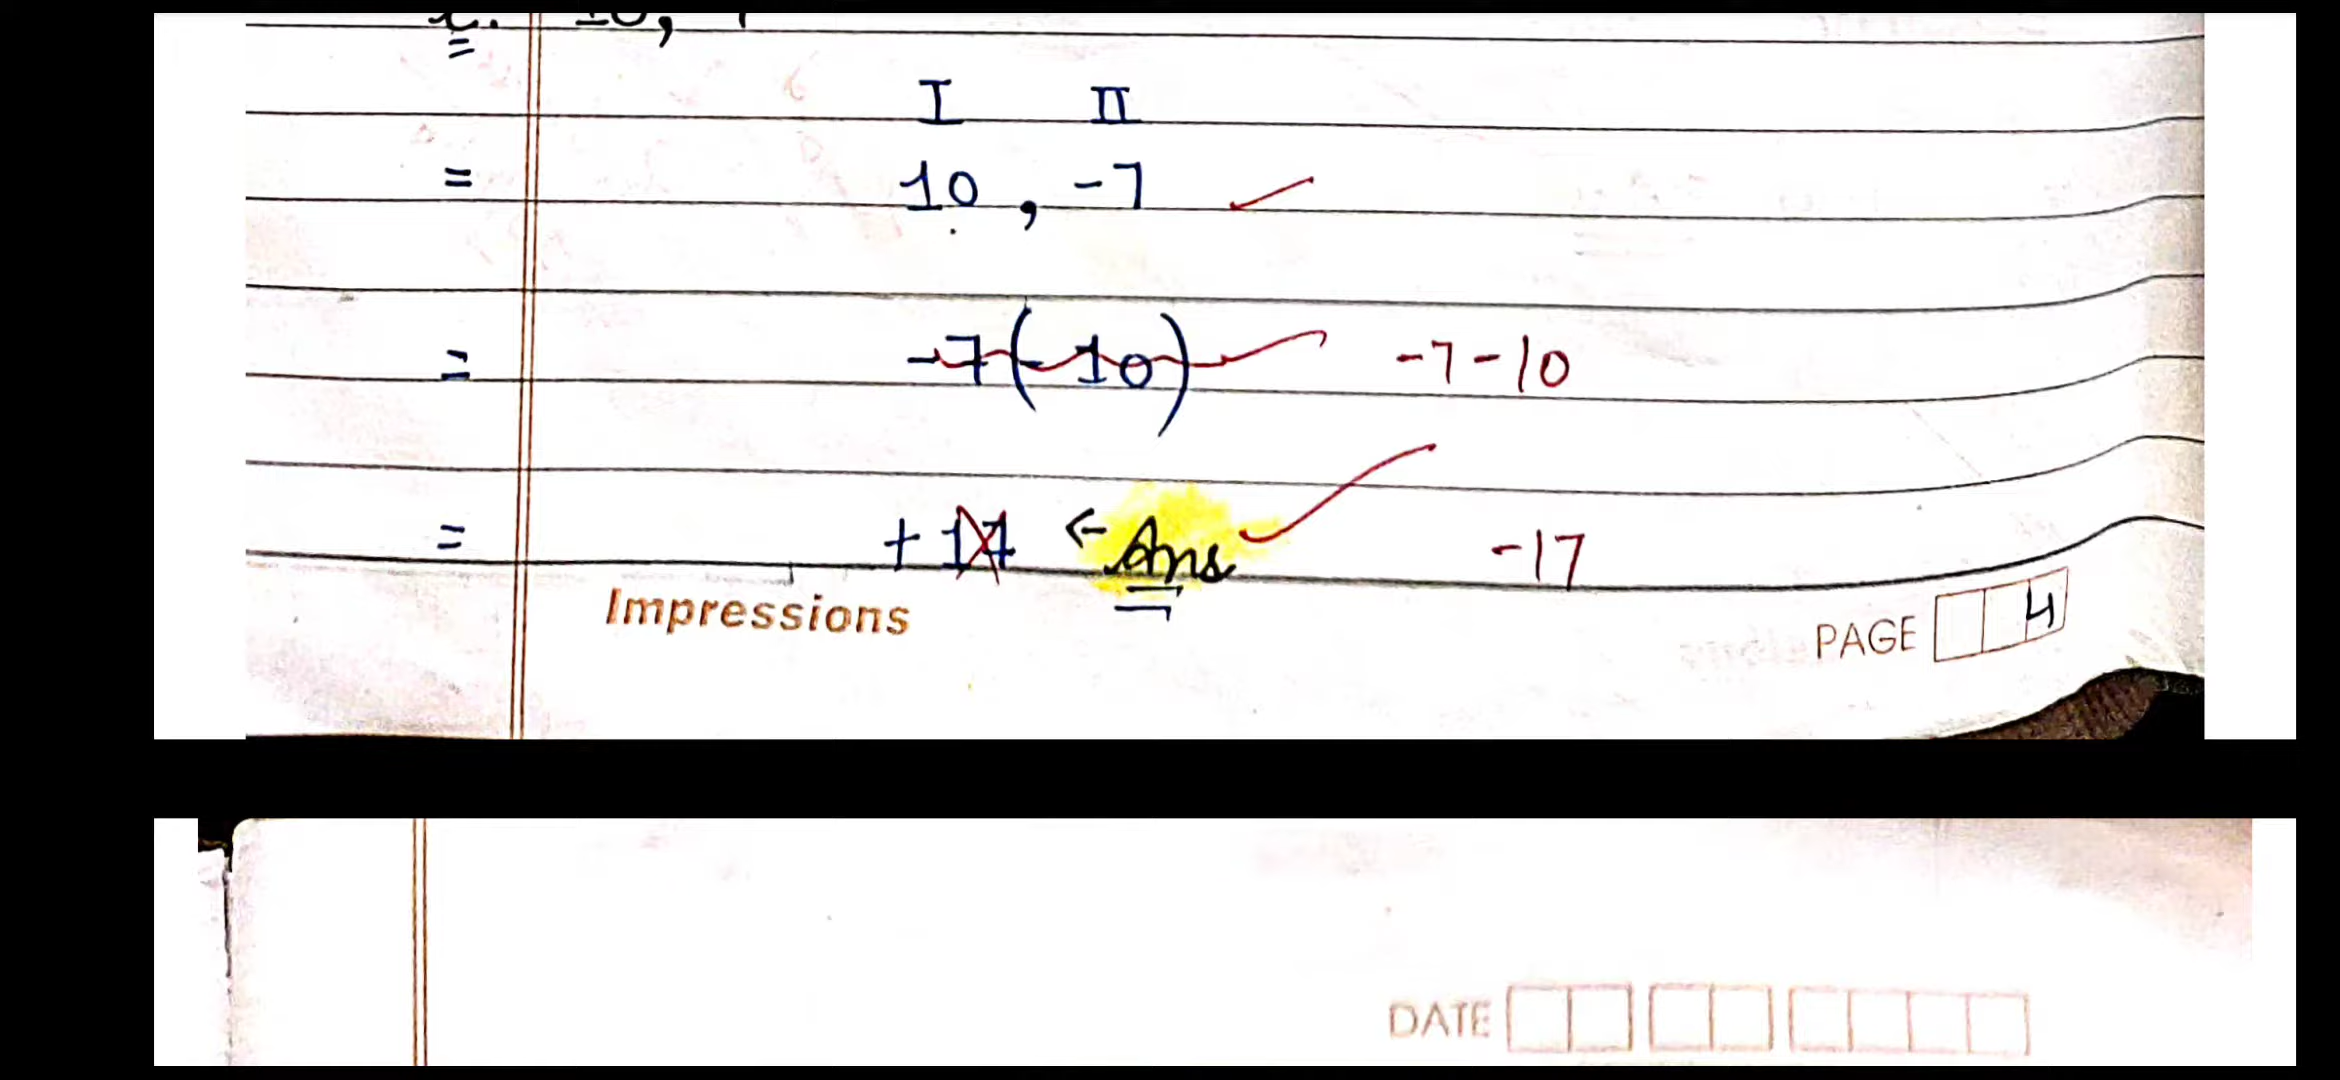 I II
= 10 , -7
= -7(-10) -7-10
= +17 ← Ans -17
Impressions
PAGE 4
DATE